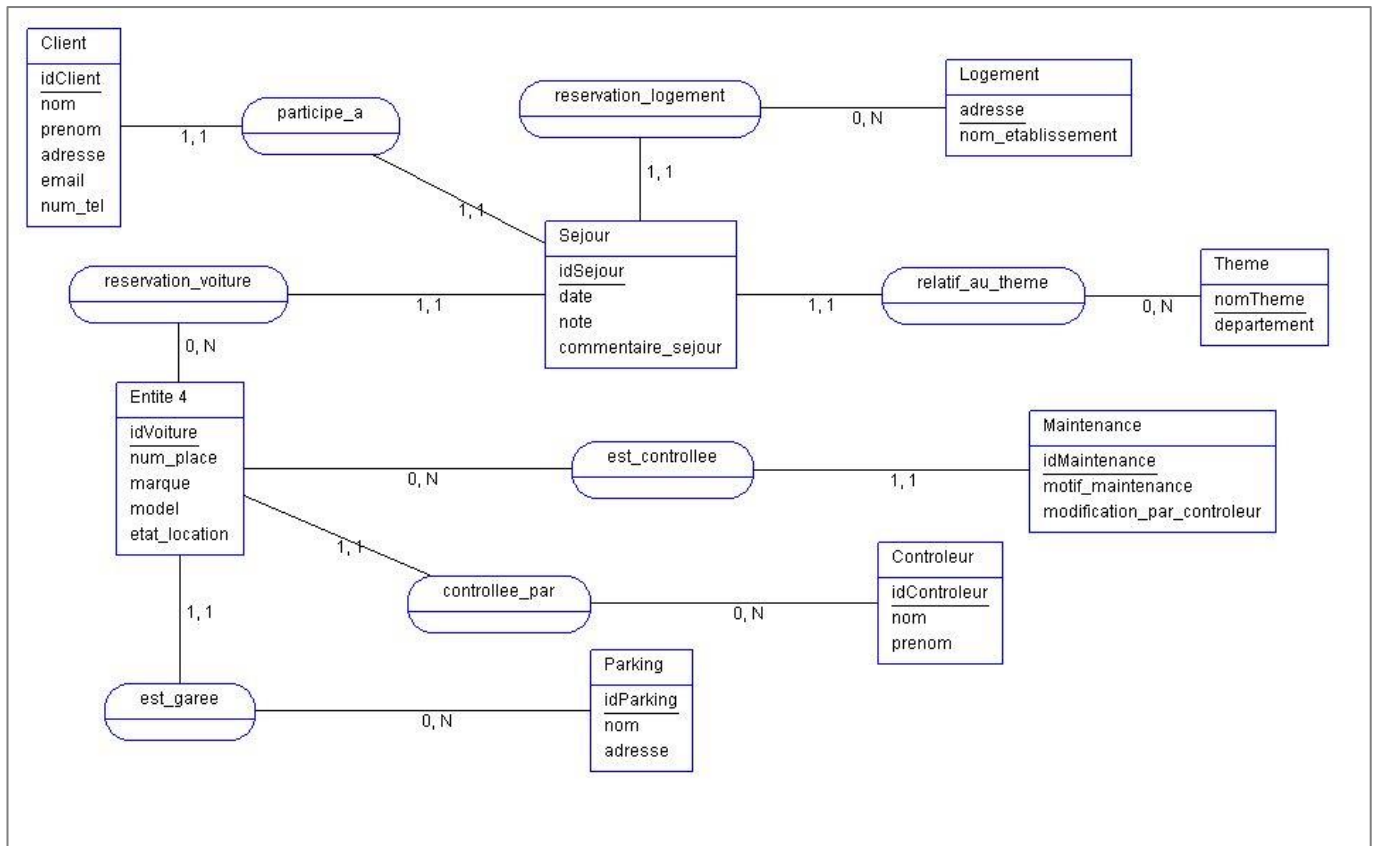 Client
idClient
nom
prenom
adresse
email
num_tel
1, 1
participe_a
1, 1
reservation_logement
0, N
1, 1
Logement
adresse
nom_etablissement
Sejour
idSejour
date
note
commentaire_sejour
reservation_voiture
1, 1
0, N
1, 1
relatif_au_theme
0, N
Theme
nomTheme
departement
Entite 4
idVoiture
num_place
marque
model
etat_location
0, N
est_controllee
1, 1
Maintenance
idMaintenance
motif_maintenance
modification_par_controleur
1, 1
controllee_par
0, N
Controleur
idControleur
nom
prenom
1, 1
est_garee
0, N
Parking
idParking
nom
adresse